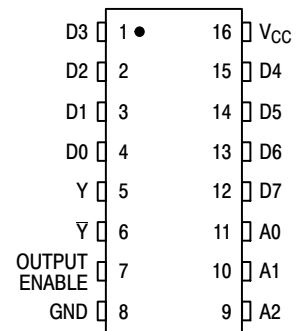 D3 1 16 V_CC
D2 2 15 D4
D1 3 14 D5
D0 4 13 D6
Y 5 12 D7
Y̅ 6 11 A0
OUTPUT
ENABLE 7 10 A1
GND 8 9 A2